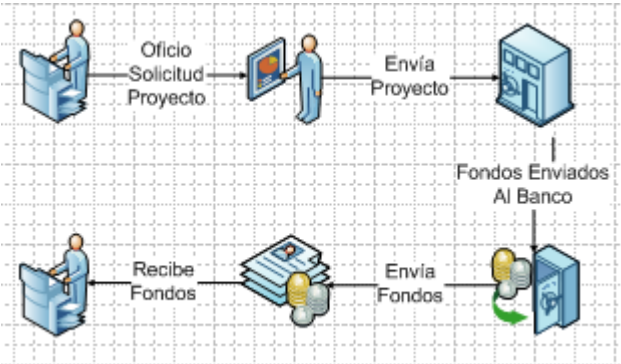 Oficio
Solicitud
Proyecto
Envía
Proyecto
Fondos Enviados
Al Banco
Recibe
Fondos
Envía
Fondos